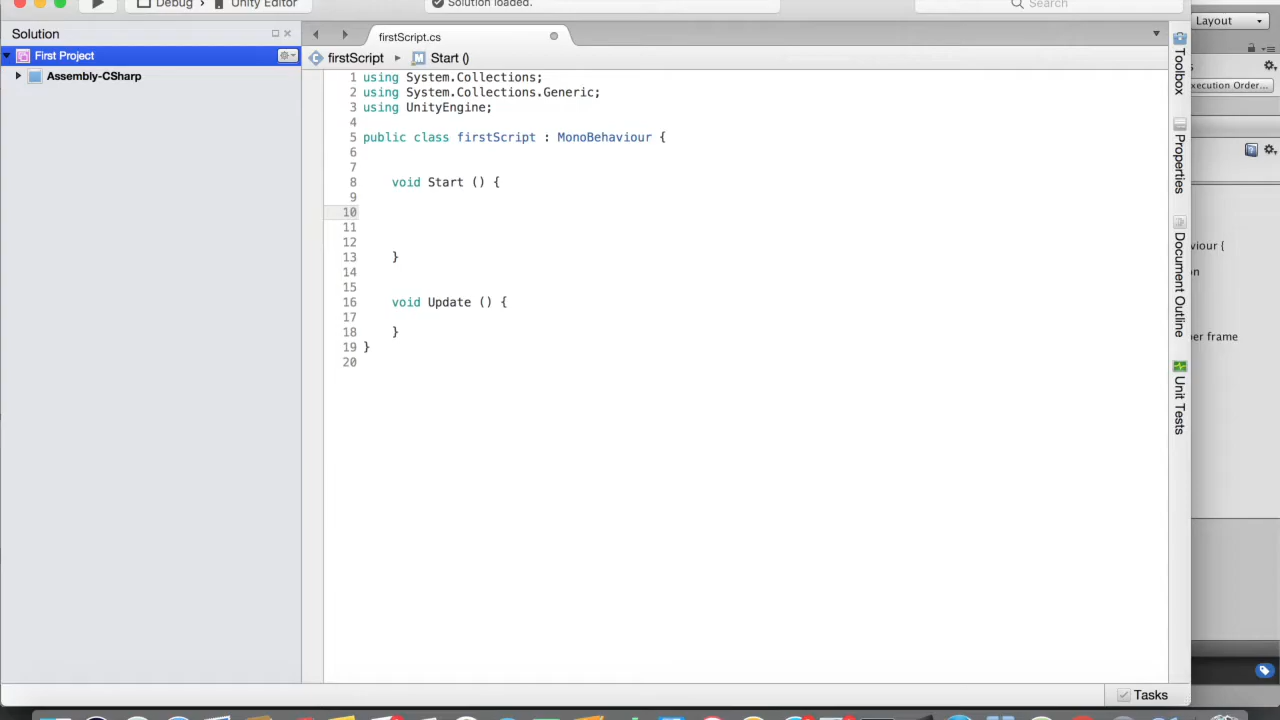 Debug
Unity Editor
Solution loaded.
Search
Layout
Solution
firstScript.cs
First Project
firstScript
M
Start ()
C
Assembly-CSharp
1 using System.Collections;
2 using System.Collections.Generic;
3 using UnityEngine;
4
5 public class firstScript : MonoBehaviour {
6
7
8 void Start () {
9
10
11
12
13 }
14
15
16 void Update () {
17
18 }
19 }
20
Toolbox
Properties
Document Outline
Unit Tests
xecution Order...
viour {
on
per frame
Tasks